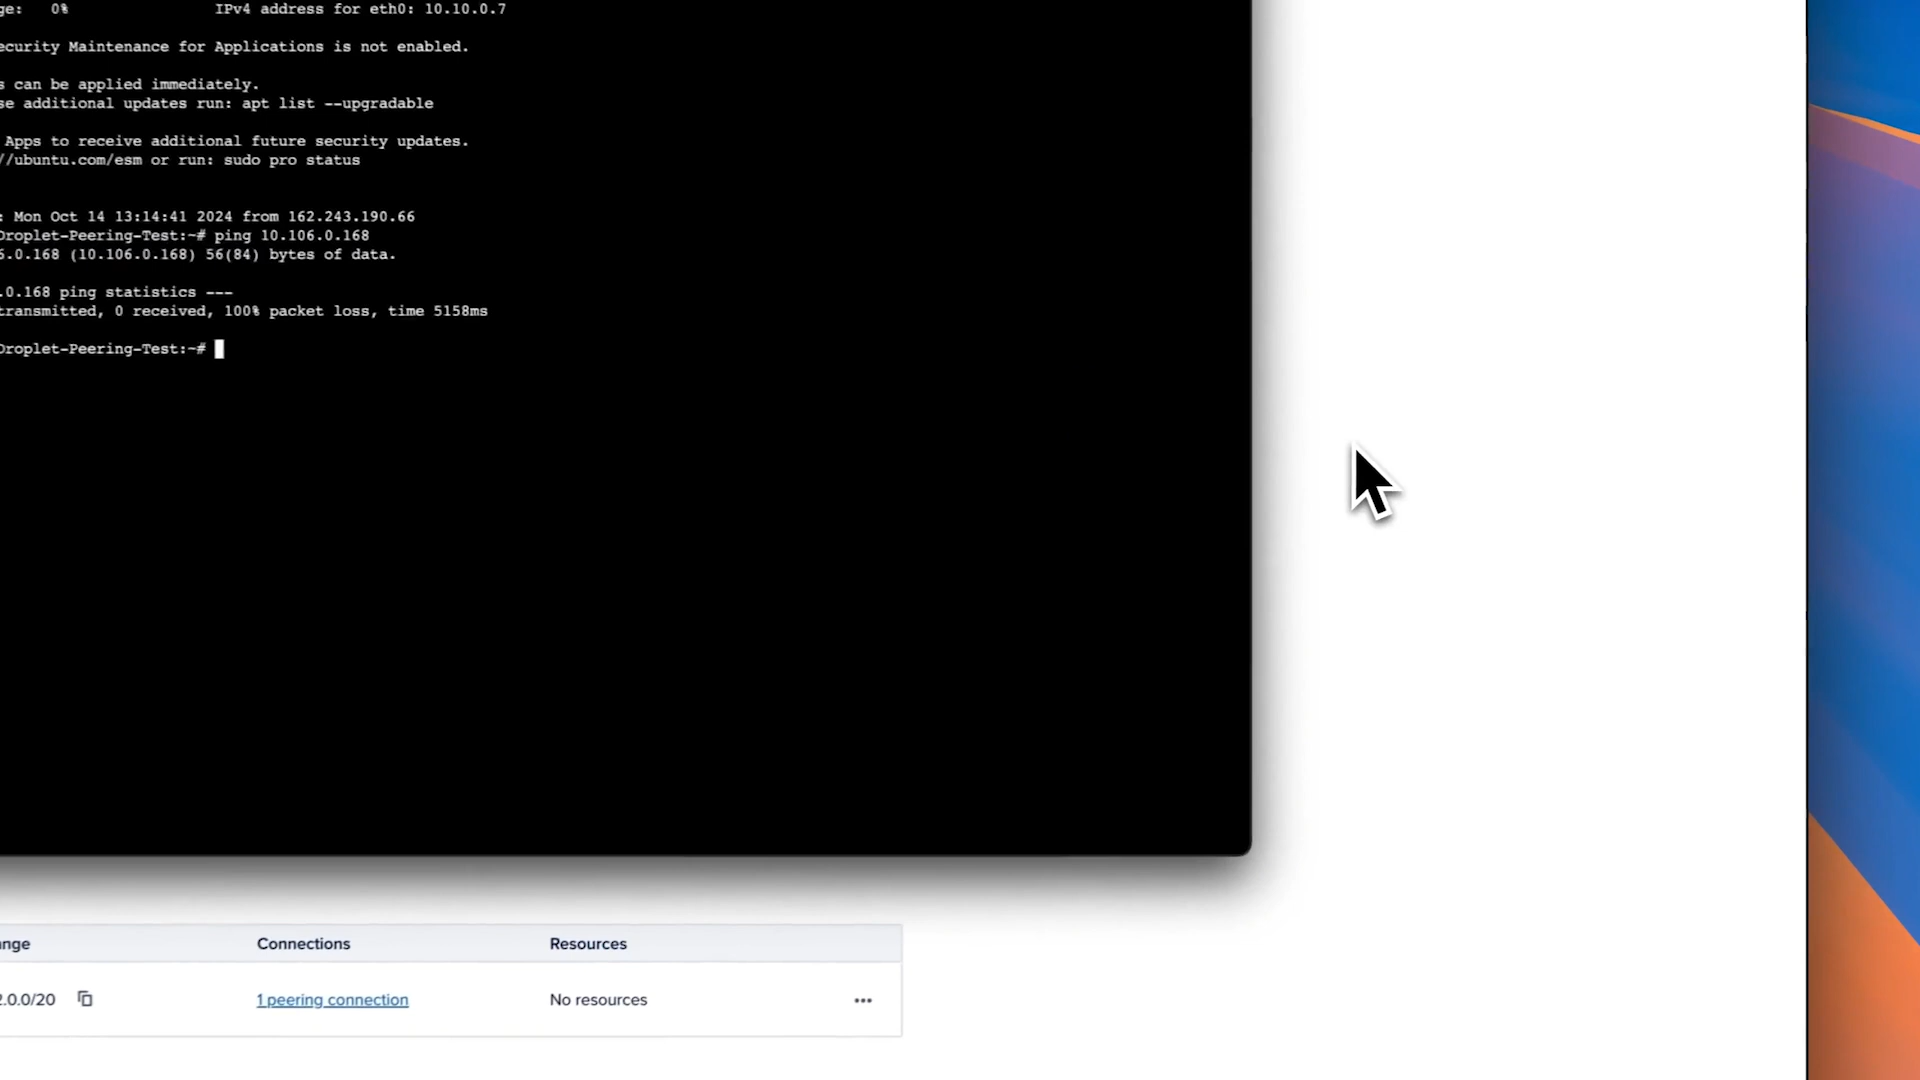 ge: 0% IPv4 address for eth0: 10.10.0.7
ecurity Maintenance for Applications is not enabled.
s can be applied immediately.
se additional updates run: apt list --upgradable
Apps to receive additional future security updates.
//ubuntu.com/esm or run: sudo pro status
: Mon Oct 14 13:14:41 2024 from 162.243.190.66
Droplet-Peering-Test:~# ping 10.106.0.168
6.0.168 (10.106.0.168) 56(84) bytes of data.
.0.168 ping statistics ---
transmitted, 0 received, 100% packet loss, time 5158ms
Droplet-Peering-Test:~#
ange Connections Resources
2.0.0/20 1 peering connection No resources